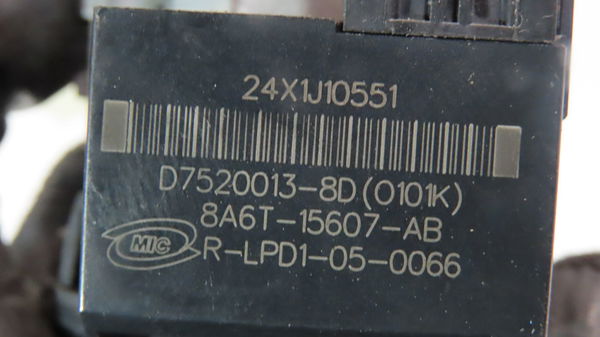 24X1J10551
D7520013-8D(0101K)
8A6T-15607-AB
MIC
R-LPD1-05-0066